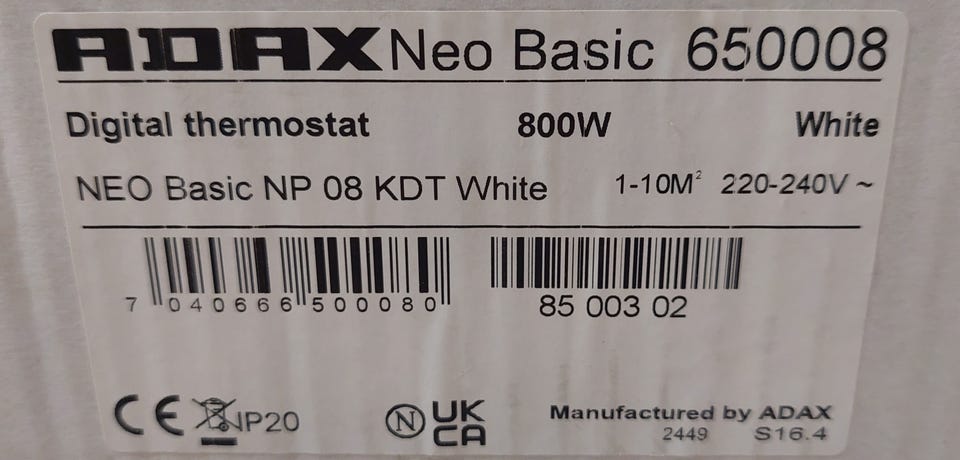 ADAX Neo Basic 650008
Digital thermostat 800W White
NEO Basic NP 08 KDT White 1-10M² 220-240V ~
7 040666 500080
85 003 02
CE IP20 N UK CA Manufactured by ADAX
2449 S16.4